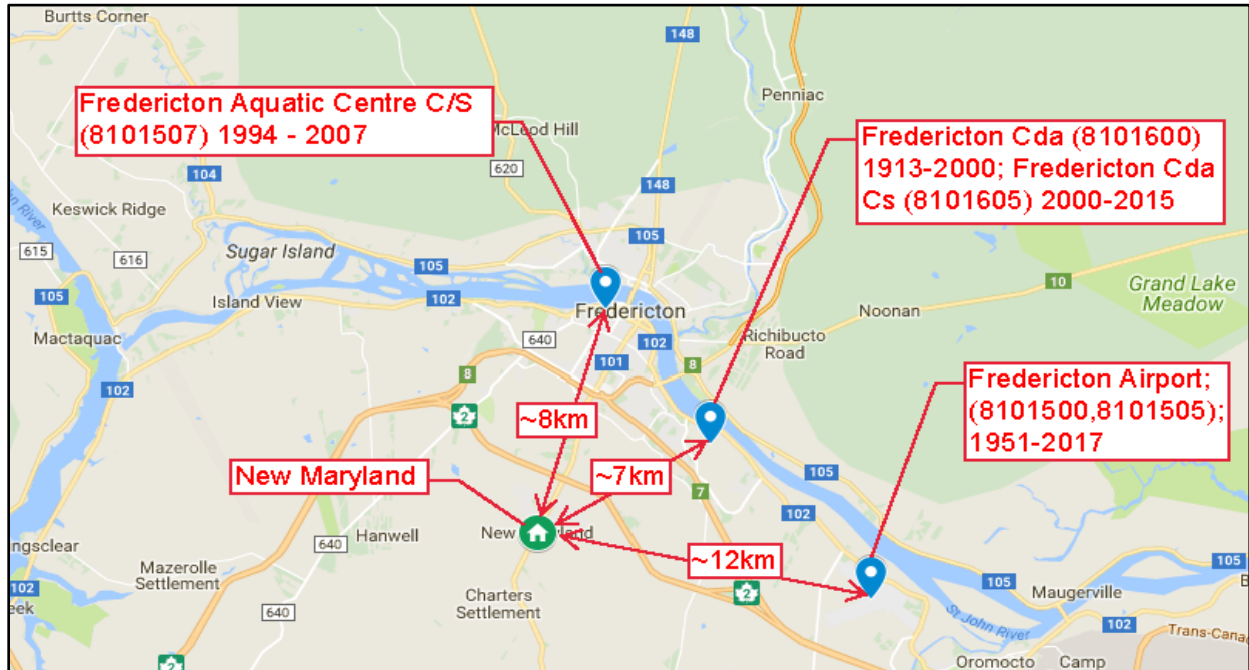 Burtts Corner
148
Penniac
Fredericton Aquatic Centre C/S
(8101507) 1994 - 2007
McLeod Hill
Fredericton Cda (8101600)
1913-2000; Fredericton Cda
Cs (8101605) 2000-2015
620
104
148
Keswick Ridge
105
615
616
Sugar Island
105
105
10
Grand Lake
Meadow
Island View
102
Fredericton
Noonan
Mactaquac
640
102
Richibucto
Road
101
8
8
102
Fredericton Airport;
(8101500,8101505);
1951-2017
2
~8km
New Maryland
~7km
105
7
102
640
Hanwell
New
~12km
Mazerolle
Settlement
102
640
Charters
Settlement
2
105
Maugerville
105
St John River
102
Trans-Cana
2
Oromocto
Camp